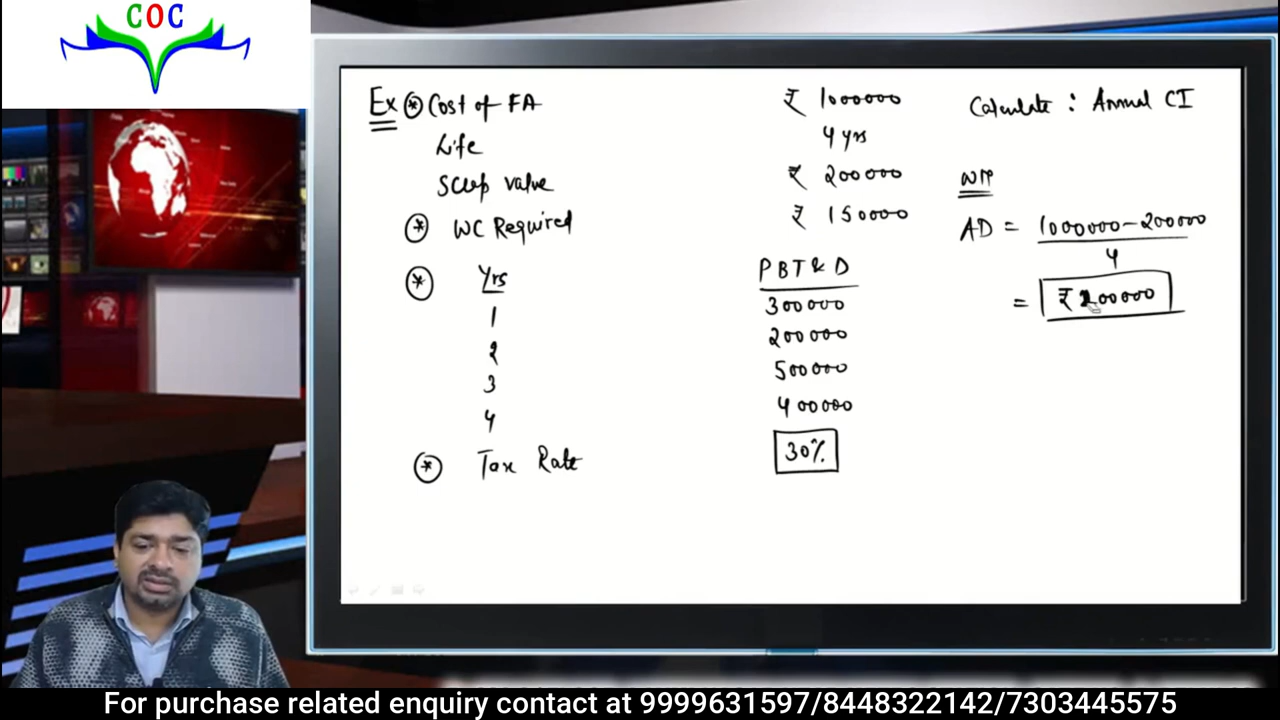 COC
Ex * Cost of FA ₹ 1000000
Life 4 yrs
Scrap value ₹ 200000
* WC Required ₹ 150000
* Yrs PBT & D
1 300000
2 200000
3 500000
4 400000
* Tax Rate 30%
Calculate : Annual CI
WN
AD = 1000000 - 200000
4
= ₹ 200000
For purchase related enquiry contact at 9999631597/8448322142/7303445575